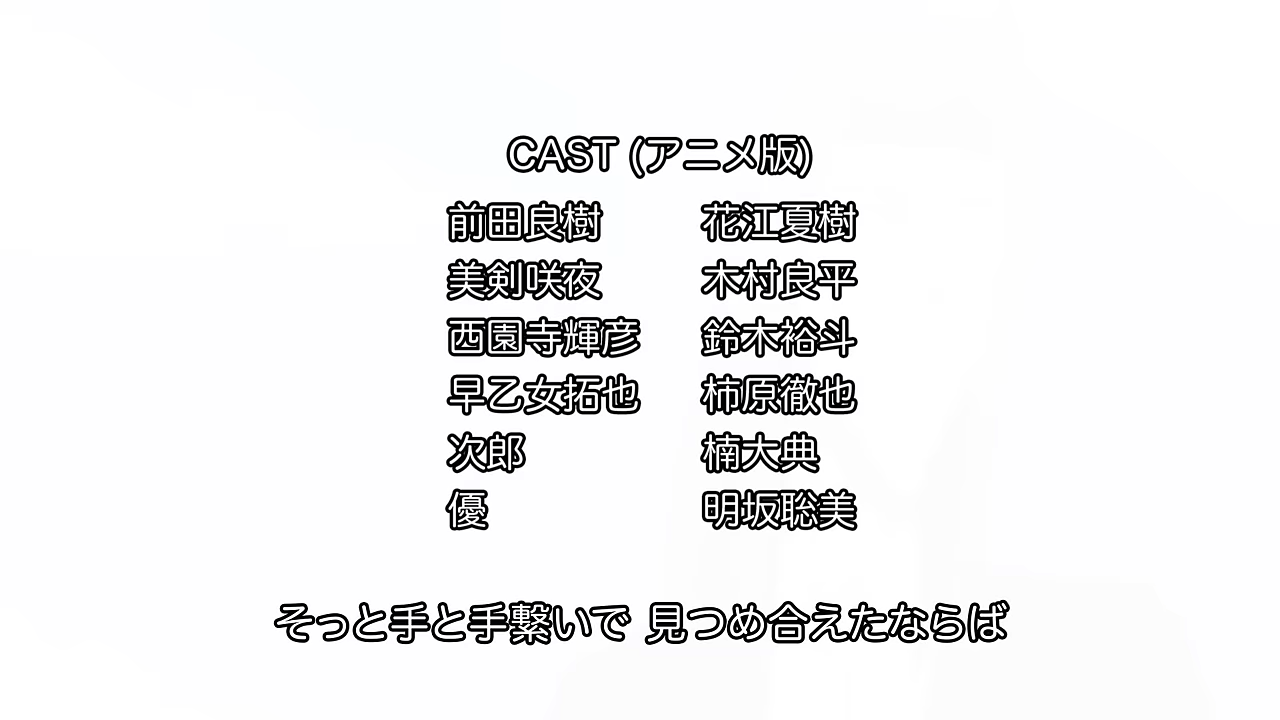 CAST (アニメ版)
前田良樹 花江夏樹
美剣咲夜 木村良平
西園寺輝彦 鈴木裕斗
早乙女拓也 柿原徹也
次郎 楠大典
優 明坂聡美
そっと手と手繋いで 見つめ合えたならば